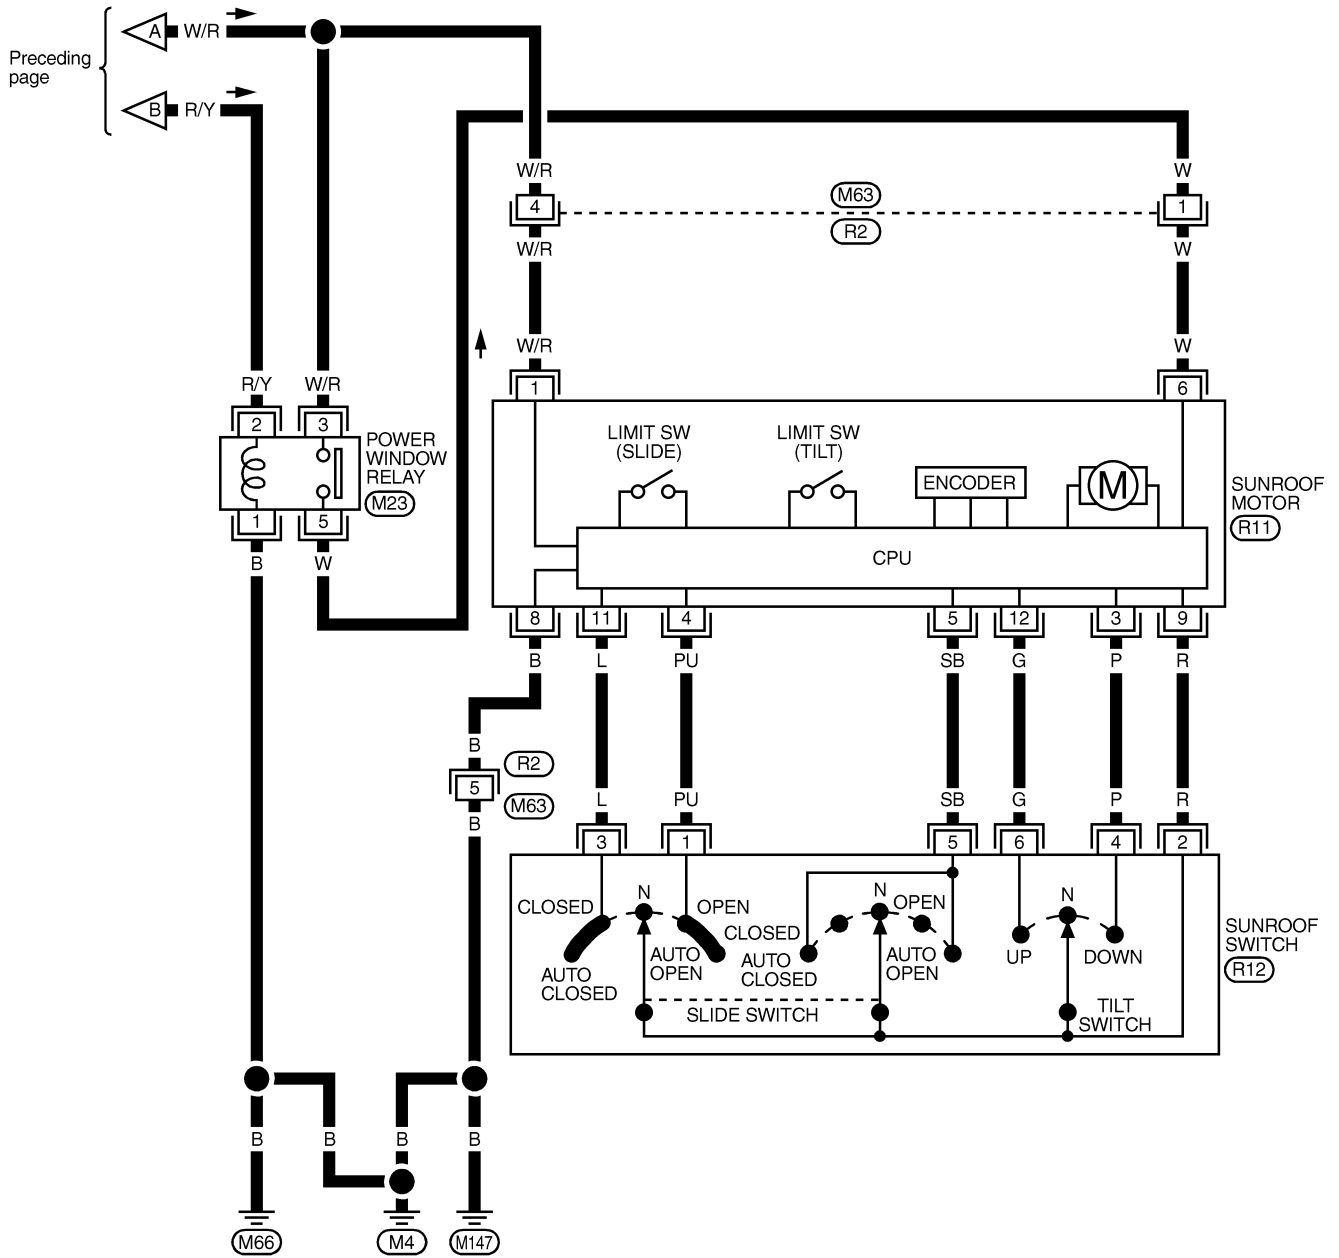 Preceding
page
A W/R
B R/Y
W/R W
4 M63 1
R2
W/R W
W/R W
R/Y W/R
1 6
2 3
POWER
WINDOW
RELAY
M23
1 5
B W
LIMIT SW
(SLIDE)
LIMIT SW
(TILT)
ENCODER
M
CPU
SUNROOF
MOTOR
R11
8 11 4 5 12 3 9
B L PU SB G P R
B
R2
5
M63
B
L PU SB G P R
3 1 5 6 4 2
CLOSED
N
OPEN
AUTO
CLOSED
AUTO
OPEN
CLOSED
N
OPEN
AUTO
CLOSED
AUTO
OPEN
N
UP
DOWN
SLIDE SWITCH
TILT
SWITCH
SUNROOF
SWITCH
R12
B B B B
M66 M4 M147